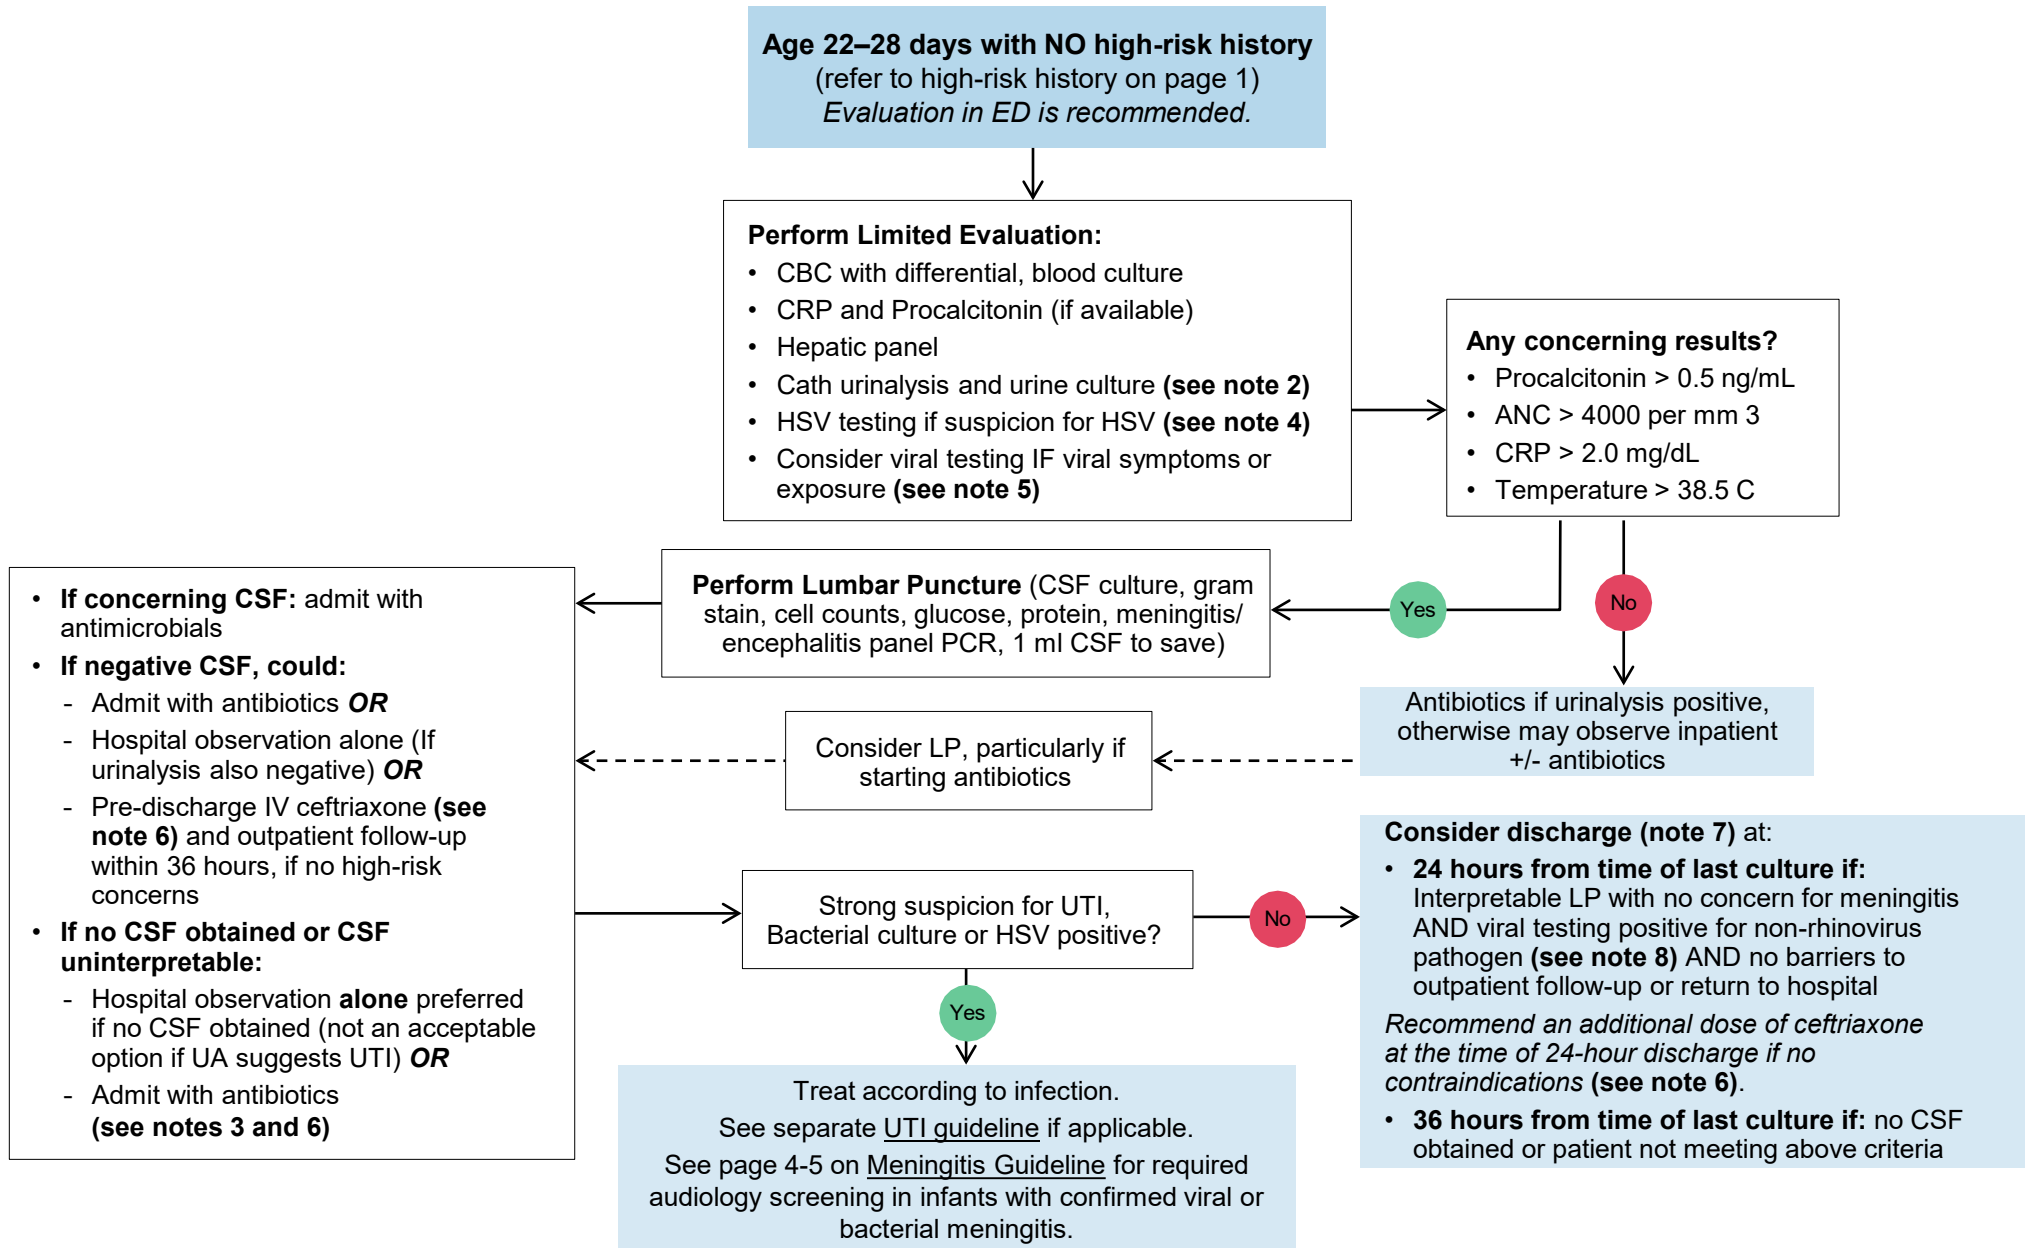 Age 22–28 days with NO high-risk history
(refer to high-risk history on page 1)
Evaluation in ED is recommended.
Perform Limited Evaluation:
• CBC with differential, blood culture
• CRP and Procalcitonin (if available)
• Hepatic panel
• Cath urinalysis and urine culture (see note 2)
• HSV testing if suspicion for HSV (see note 4)
• Consider viral testing IF viral symptoms or
exposure (see note 5)
Any concerning results?
• Procalcitonin > 0.5 ng/mL
• ANC > 4000 per mm 3
• CRP > 2.0 mg/dL
• Temperature > 38.5 C
Yes
No
Perform Lumbar Puncture (CSF culture, gram
stain, cell counts, glucose, protein, meningitis/
encephalitis panel PCR, 1 ml CSF to save)
Antibiotics if urinalysis positive,
otherwise may observe inpatient
+/- antibiotics
Consider LP, particularly if
starting antibiotics
• If concerning CSF: admit with
antimicrobials
• If negative CSF, could:
- Admit with antibiotics OR
- Hospital observation alone (If
urinalysis also negative) OR
- Pre-discharge IV ceftriaxone (see
note 6) and outpatient follow-up
within 36 hours, if no high-risk
concerns
• If no CSF obtained or CSF
uninterpretable:
- Hospital observation alone preferred
if no CSF obtained (not an acceptable
option if UA suggests UTI) OR
- Admit with antibiotics
(see notes 3 and 6)
Strong suspicion for UTI,
Bacterial culture or HSV positive?
No
Yes
Consider discharge (note 7) at:
• 24 hours from time of last culture if:
Interpretable LP with no concern for meningitis
AND viral testing positive for non-rhinovirus
pathogen (see note 8) AND no barriers to
outpatient follow-up or return to hospital
Recommend an additional dose of ceftriaxone
at the time of 24-hour discharge if no
contraindications (see note 6).
• 36 hours from time of last culture if: no CSF
obtained or patient not meeting above criteria
Treat according to infection.
See separate UTI guideline if applicable.
See page 4-5 on Meningitis Guideline for required
audiology screening in infants with confirmed viral or
bacterial meningitis.